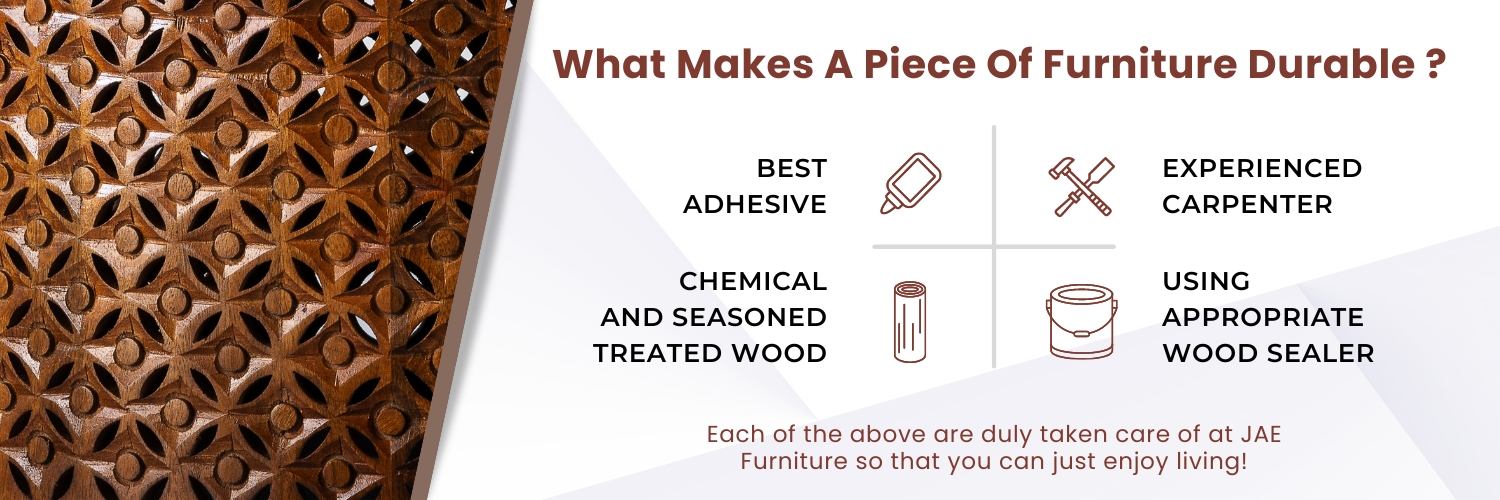 What Makes A Piece Of Furniture Durable ?
BEST
ADHESIVE
EXPERIENCED
CARPENTER
CHEMICAL
AND SEASONED
TREATED WOOD
USING
APPROPRIATE
WOOD SEALER
Each of the above are duly taken care of at JAE
Furniture so that you can just enjoy living!